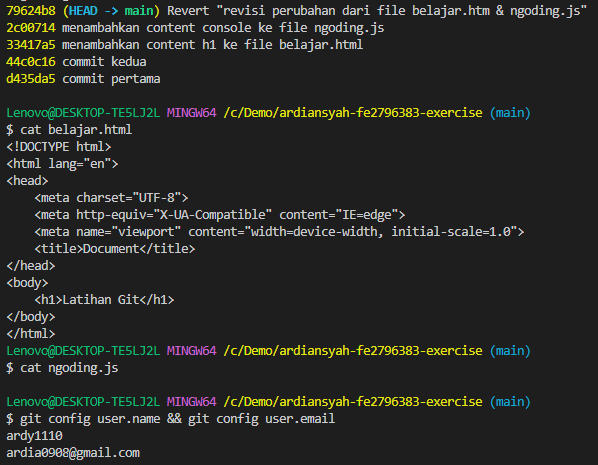 79624b8 (HEAD -> main) Revert "revisi perubahan dari file belajar.htm & ngoding.js"
2c00714 menambahkan content console ke file ngoding.js
33417a5 menambahkan content h1 ke file belajar.html
44c0c16 commit kedua
d435da5 commit pertama
Lenovo@DESKTOP-TE5LJ2L MINGW64 /c/Demo/ardiansyah-fe2796383-exercise (main)
$ cat belajar.html
<!DOCTYPE html>
<html lang="en">
<head>
    <meta charset="UTF-8">
    <meta http-equiv="X-UA-Compatible" content="IE=edge">
    <meta name="viewport" content="width=device-width, initial-scale=1.0">
    <title>Document</title>
</head>
<body>
    <h1>Latihan Git</h1>
</body>
</html>
Lenovo@DESKTOP-TE5LJ2L MINGW64 /c/Demo/ardiansyah-fe2796383-exercise (main)
$ cat ngoding.js
Lenovo@DESKTOP-TE5LJ2L MINGW64 /c/Demo/ardiansyah-fe2796383-exercise (main)
$ git config user.name && git config user.email
ardy1110
ardia0908@gmail.com